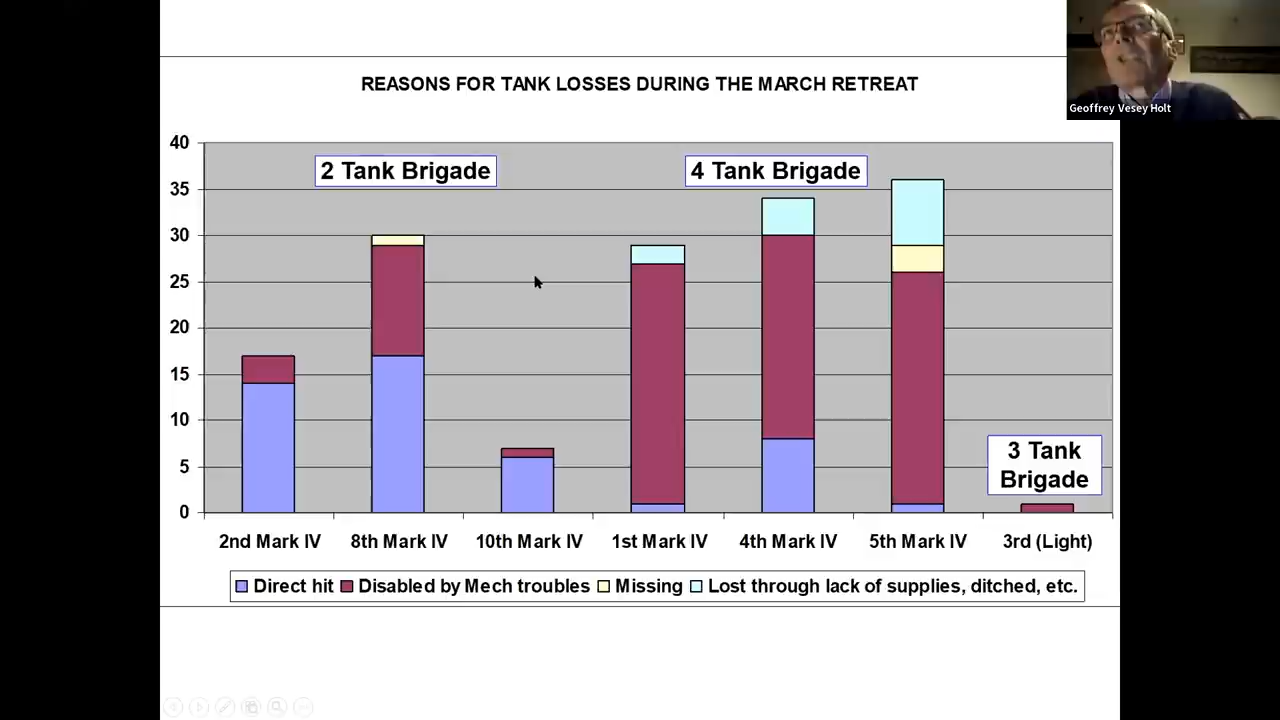 Geoffrey Vesey Holt
REASONS FOR TANK LOSSES DURING THE MARCH RETREAT
40
35
30
25
20
15
10
5
0
2 Tank Brigade
4 Tank Brigade
3 Tank
Brigade
2nd Mark IV
8th Mark IV
10th Mark IV
1st Mark IV
4th Mark IV
5th Mark IV
3rd (Light)
Direct hit
Disabled by Mech troubles
Missing
Lost through lack of supplies, ditched, etc.